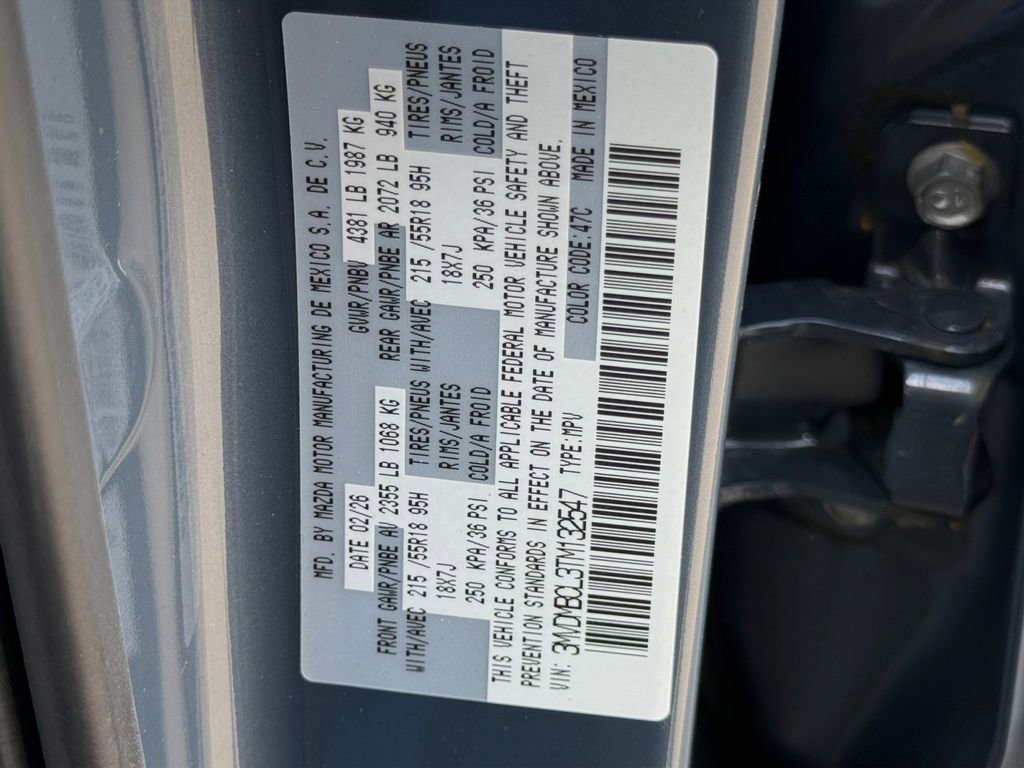 MFD. BY MAZDA MOTOR MANUFACTURING DE MEXICO S.A. DE C.V.
DATE 02/26 GVWR/PNBV 4381 LB 1987 KG
FRONT GAWR/PNBE AV 2355 LB 1068 KG REAR GAWR/PNBE AR 2072 LB 940 KG
WITH/AVEC 215 /55R18 95H TIRES/PNEUS WITH/AVEC 215 /55R18 95H TIRES/PNEUS
18X7J RIMS/JANTES 18X7J RIMS/JANTES
250 KPA/36 PSI COLD/A FROID 250 KPA/36 PSI COLD/A FROID
THIS VEHICLE CONFORMS TO ALL APPLICABLE FEDERAL MOTOR VEHICLE SAFETY AND THEFT
PREVENTION STANDARDS IN EFFECT ON THE DATE OF MANUFACTURE SHOWN ABOVE.
VIN: 3MVDMBCL3TM132547 TYPE:MPV COLOR CODE:47C MADE IN MEXICO